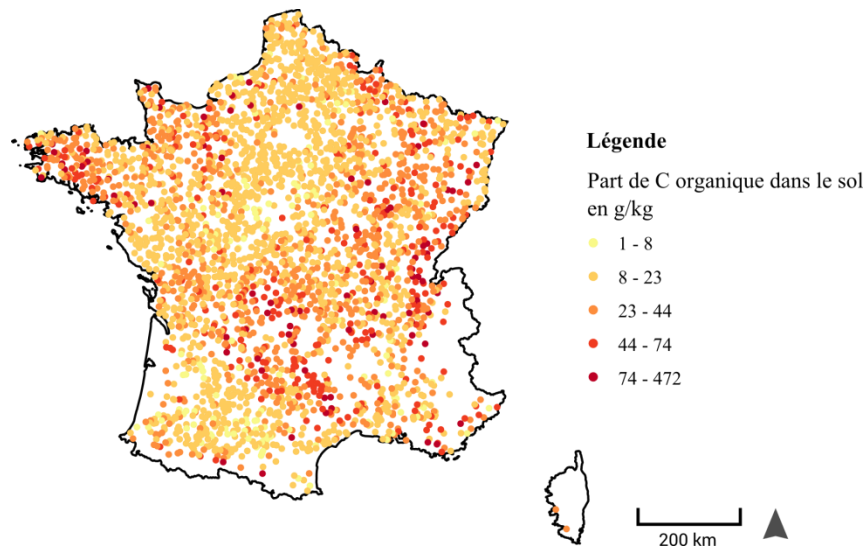 Légende
Part de C organique dans le sol
en g/kg
1 - 8
8 - 23
23 - 44
44 - 74
74 - 472
200 km